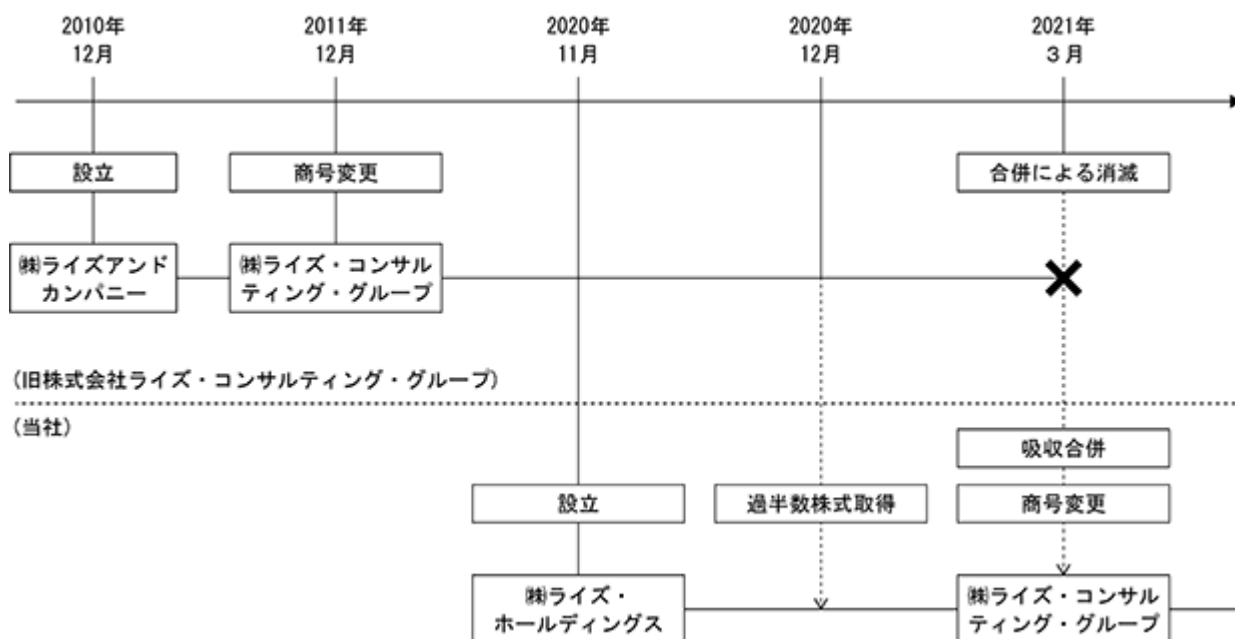 2010年
12月
2011年
12月
2020年
11月
2020年
12月
2021年
3月
設立
商号変更
合併による消滅
㈱ライズアンド
カンパニー
㈱ライズ・コンサル
ティング・グループ
(旧株式会社ライズ・コンサルティング・グループ)
(当社)
吸収合併
設立
過半数株式取得
商号変更
㈱ライズ・
ホールディングス
㈱ライズ・コンサル
ティング・グループ